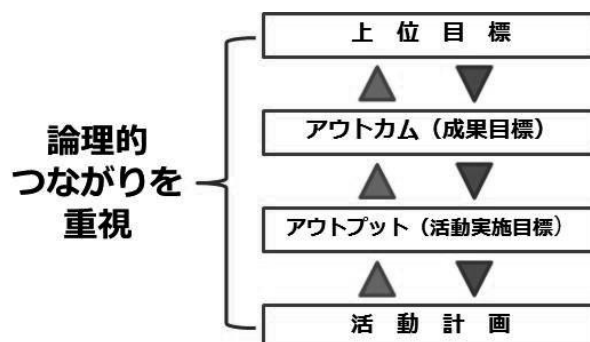 論理的
つながりを
重視
上位目標
アウトカム（成果目標）
アウトプット（活動実施目標）
活動計画